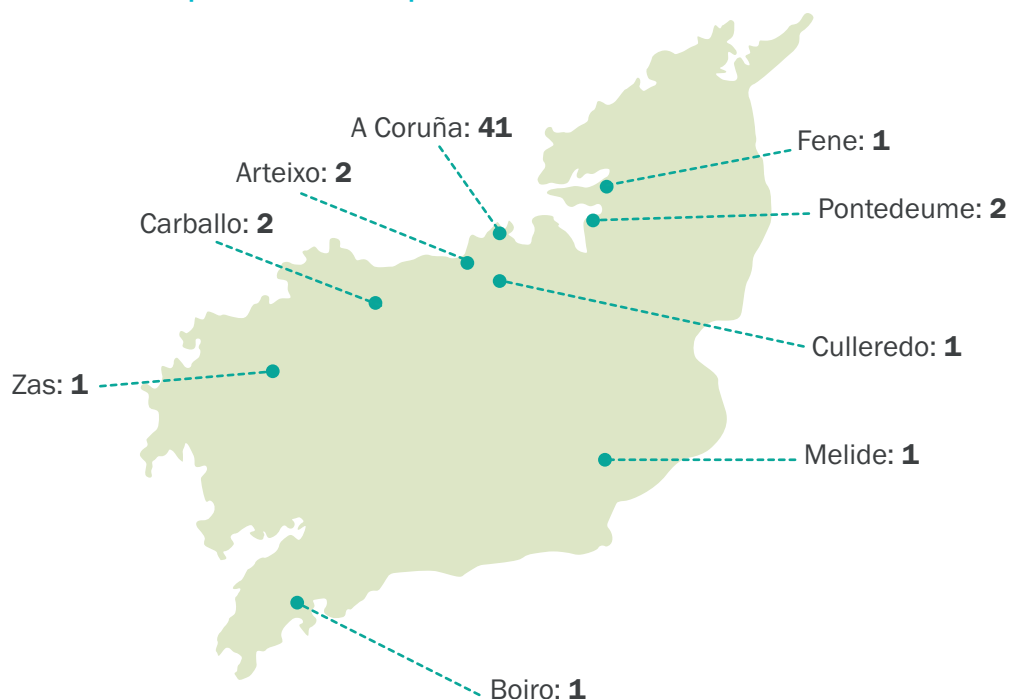 A Coruña: 41
Fene: 1
Arteixo: 2
Pontedeume: 2
Carballo: 2
Culleredo: 1
Zas: 1
Melide: 1
Boiro: 1